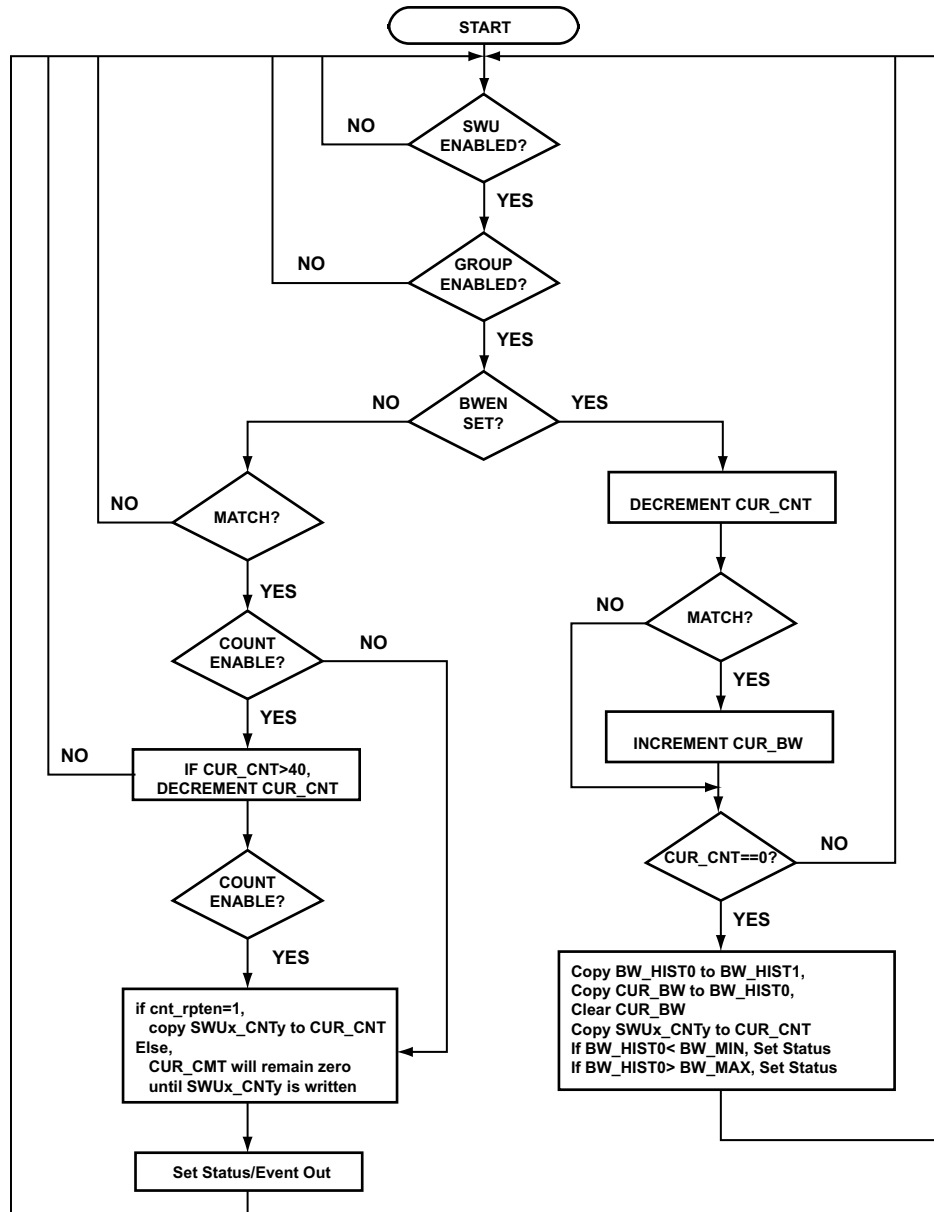 START
NO
SWU
ENABLED?
YES
NO
GROUP
ENABLED?
YES
NO
BWEN
SET?
YES
NO
MATCH?
YES
COUNT
ENABLE?
NO
YES
NO
IF CUR_CNT>40,
DECREMENT CUR_CNT
COUNT
ENABLE?
YES
if cnt_rpten=1,
copy SWUx_CNTy to CUR_CNT
Else,
CUR_CMT will remain zero
until SWUx_CNTy is written
Set Status/Event Out
DECREMENT CUR_CNT
NO
MATCH?
YES
INCREMENT CUR_BW
CUR_CNT==0?
NO
YES
Copy BW_HIST0 to BW_HIST1,
Copy CUR_BW to BW_HIST0,
Clear CUR_BW
Copy SWUx_CNTy to CUR_CNT
If BW_HIST0< BW_MIN, Set Status
If BW_HIST0> BW_MAX, Set Status